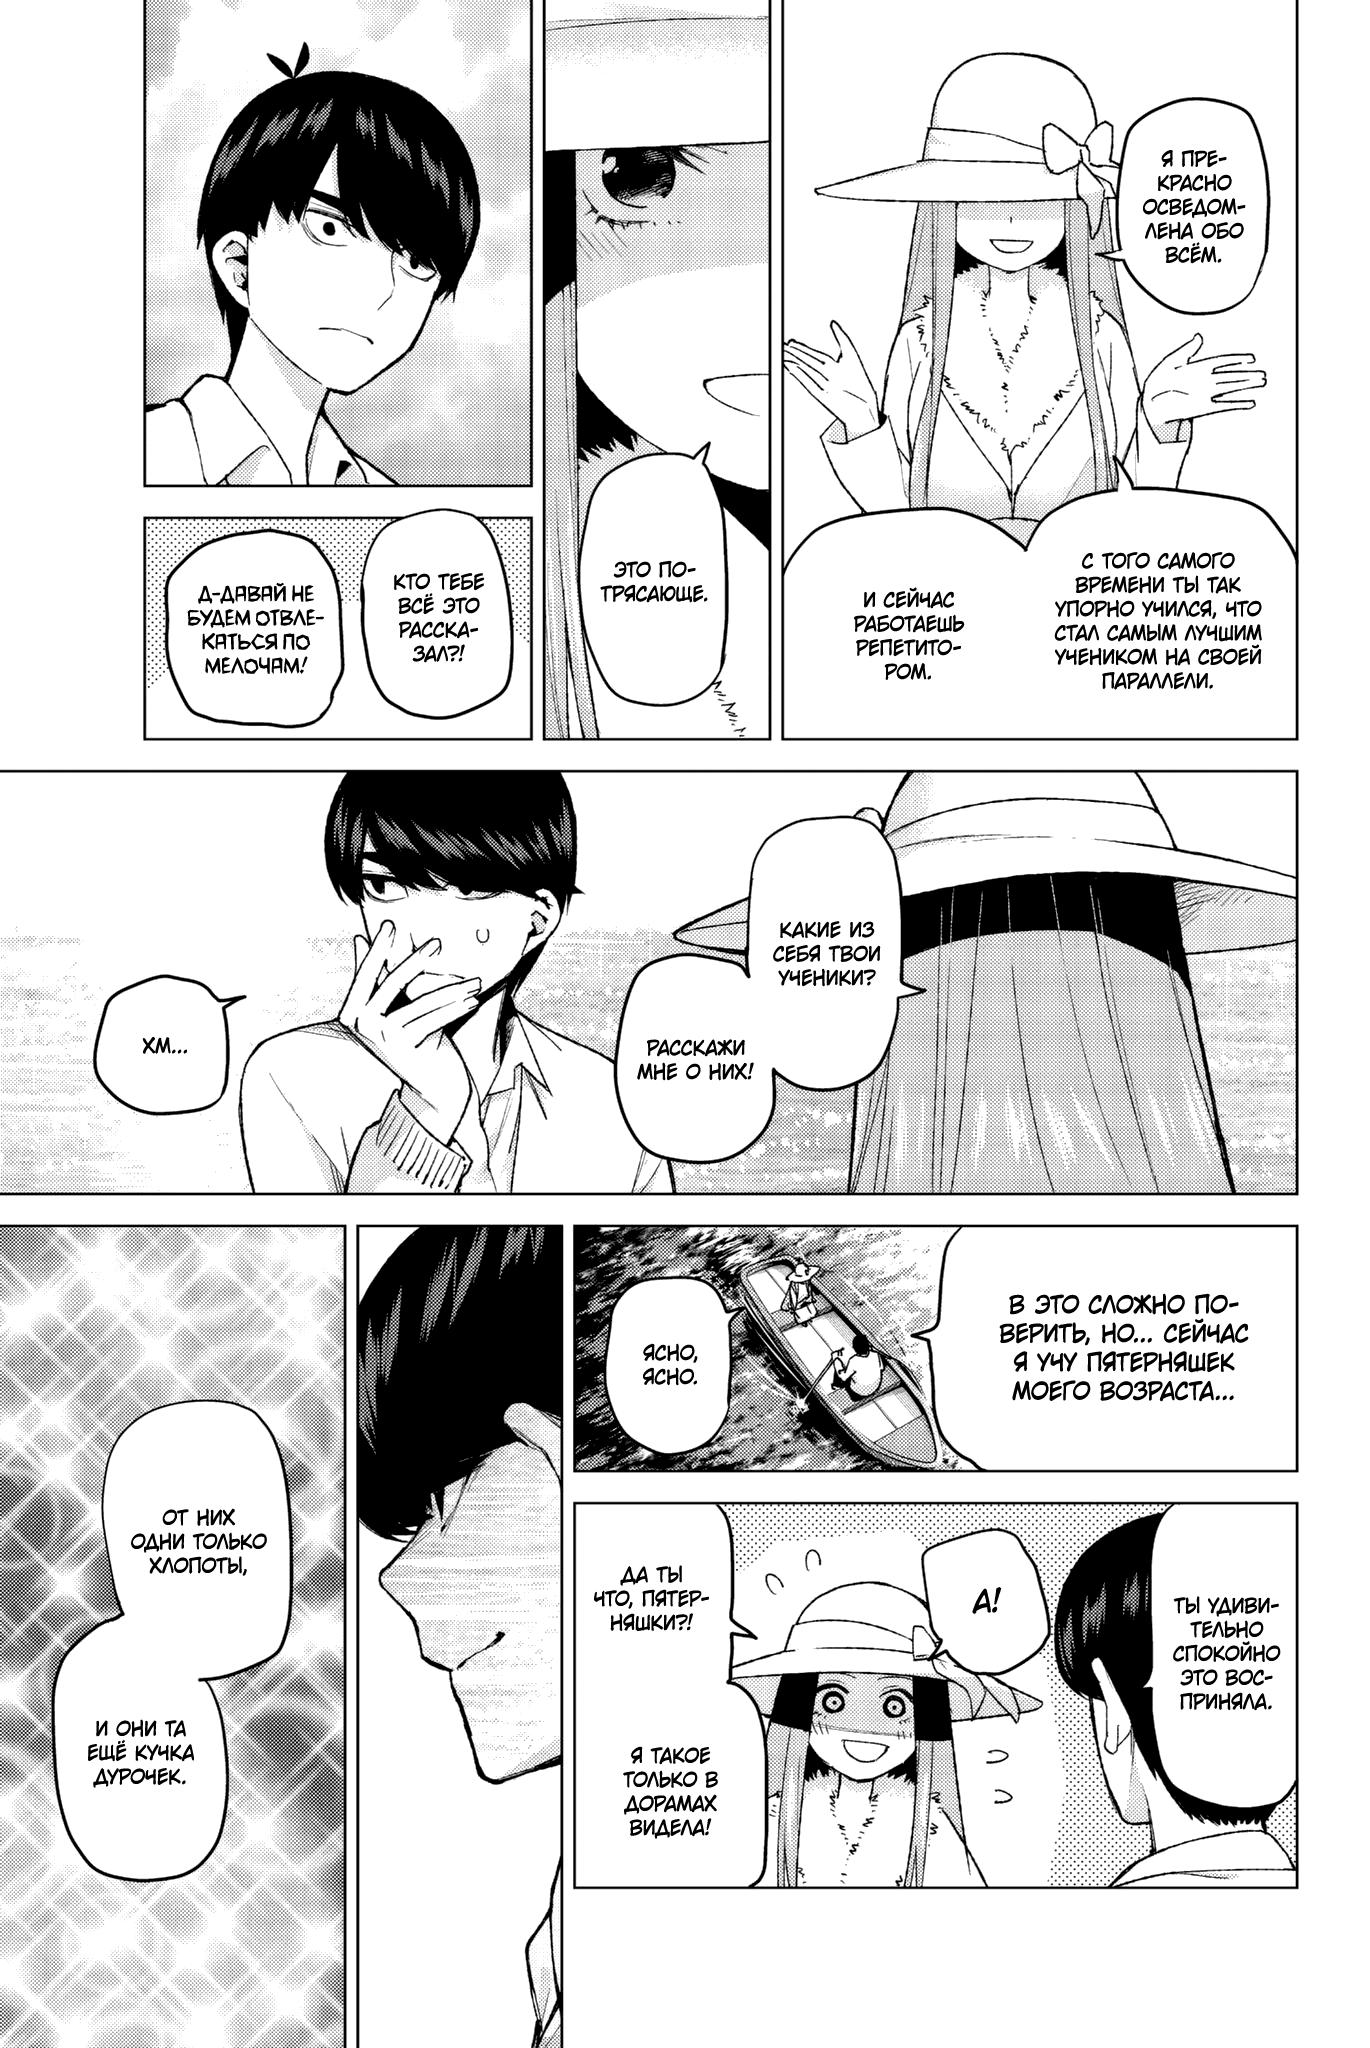 Я ПРЕ-
КРАСНО
ОСВЕДОМ-
ЛЕНА ОБО
ВСЁМ.
С ТОГО САМОГО
ВРЕМЕНИ ТЫ ТАК
УПОРНО УЧИЛСЯ, ЧТО
СТАЛ САМЫМ ЛУЧШИМ
УЧЕНИКОМ НА СВОЕЙ
ПАРАЛЛЕЛИ.
И СЕЙЧАС
РАБОТАЕШЬ
РЕПЕТИТО-
РОМ.
ЭТО ПО-
ТРЯСАЮЩЕ.
КТО ТЕБЕ
ВСЁ ЭТО
РАССКА-
ЗАЛ?!
Д-ДАВАЙ НЕ
БУДЕМ ОТВЛЕ-
КАТЬСЯ ПО
МЕЛОЧАМ!
КАКИЕ ИЗ
СЕБЯ ТВОИ
УЧЕНИКИ?
РАССКАЖИ
МНЕ О НИХ!
ХМ...
В ЭТО СЛОЖНО ПО-
ВЕРИТЬ, НО... СЕЙЧАС
Я УЧУ ПЯТЕРНЯШЕК
МОЕГО ВОЗРАСТА...
ЯСНО,
ЯСНО.
ТЫ УДИВИ-
ТЕЛЬНО
СПОКОЙНО
ЭТО ВОС-
ПРИНЯЛА.
А!
ДА ТЫ
ЧТО, ПЯТЕР-
НЯШКИ?!
Я ТАКОЕ
ТОЛЬКО В
ДОРАМАХ
ВИДЕЛА!
ОТ НИХ
ОДНИ ТОЛЬКО
ХЛОПОТЫ,
И ОНИ ТА
ЕЩЁ КУЧКА
ДУРОЧЕК.